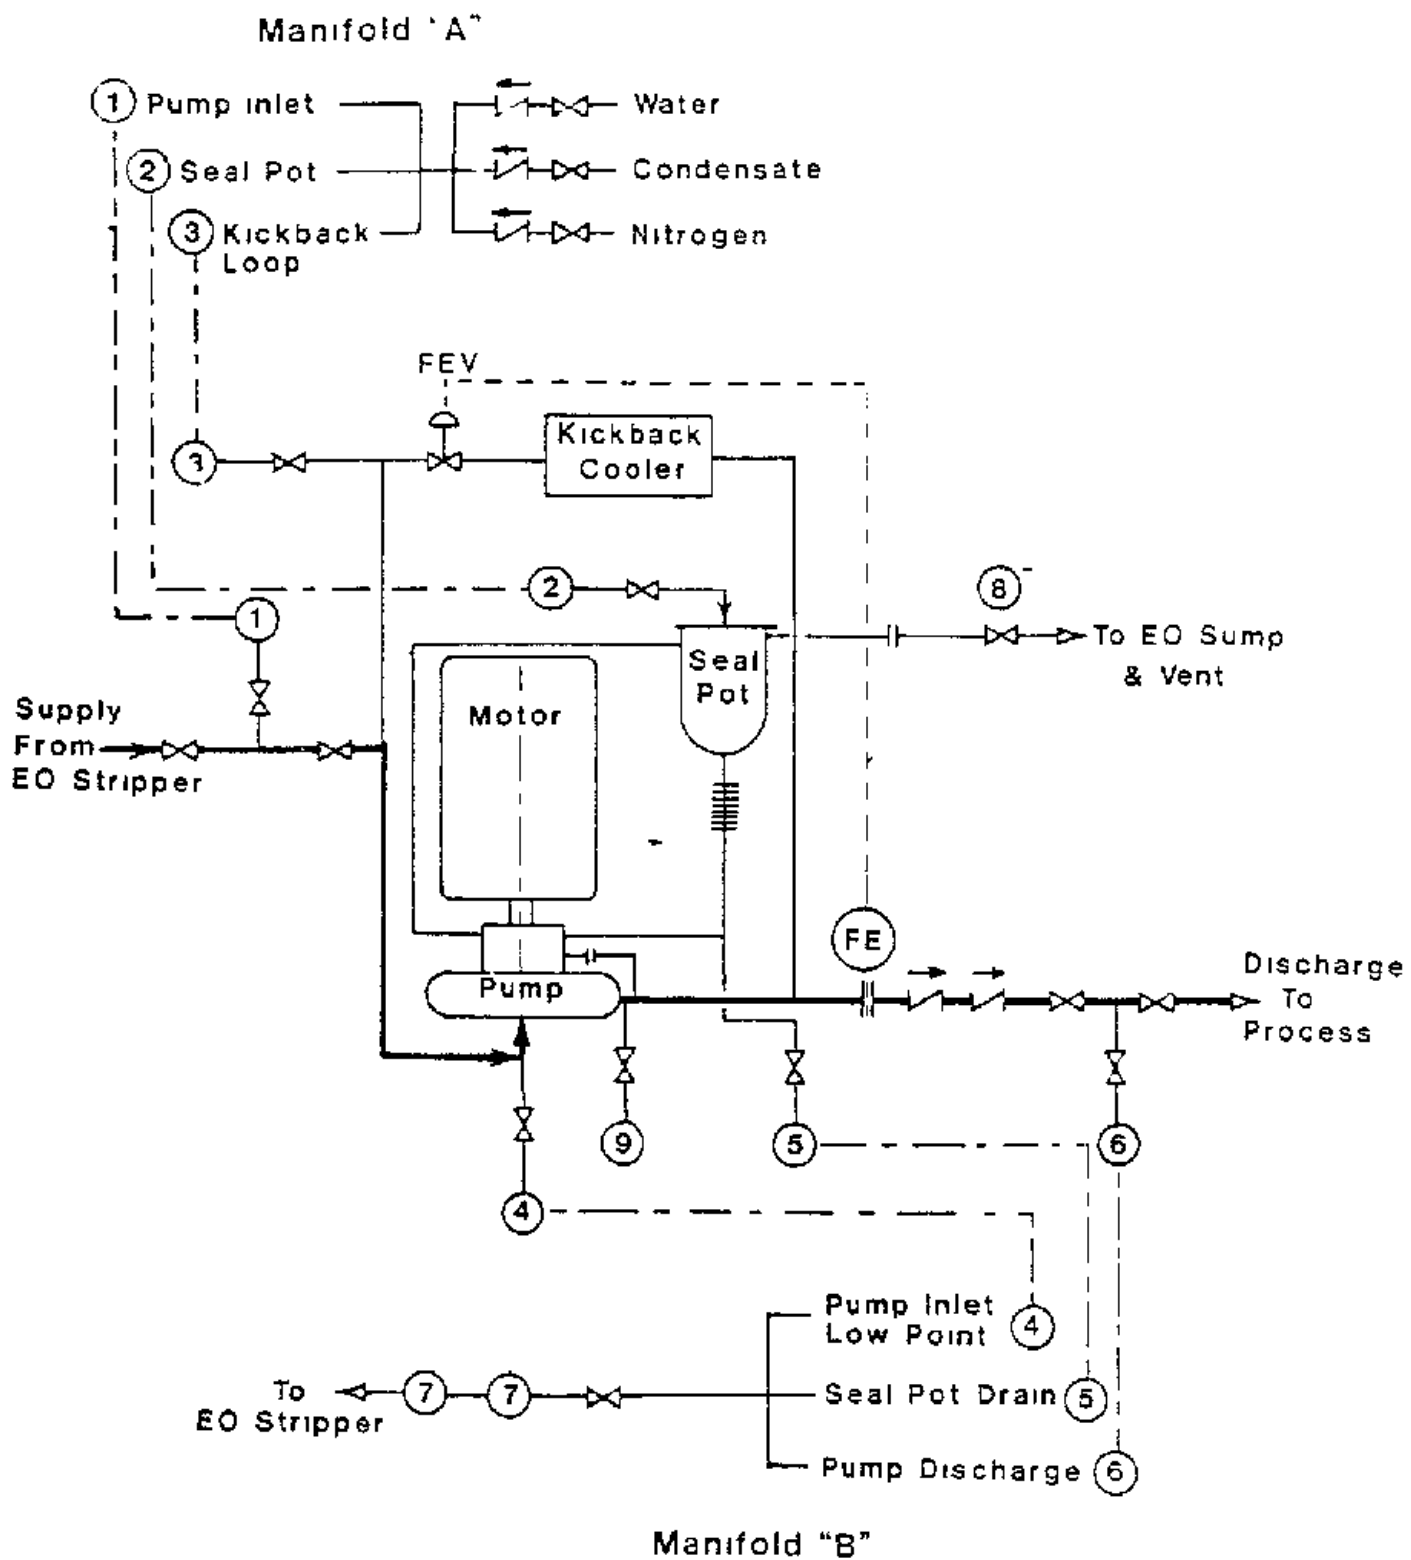 Manifold "A"
1 Pump Inlet
Water
2 Seal Pot
Condensate
3 Kickback
Loop
Nitrogen
FEV
Kickback
Cooler
3
2
8
1
To EO Sump
& Vent
Seal
Pot
Motor
Supply
From
EO Stripper
FE
Pump
Discharge
To
Process
9
5
6
4
Pump Inlet
Low Point
4
To
EO Stripper
7
7
Seal Pot Drain 5
Pump Discharge 6
Manifold "B"